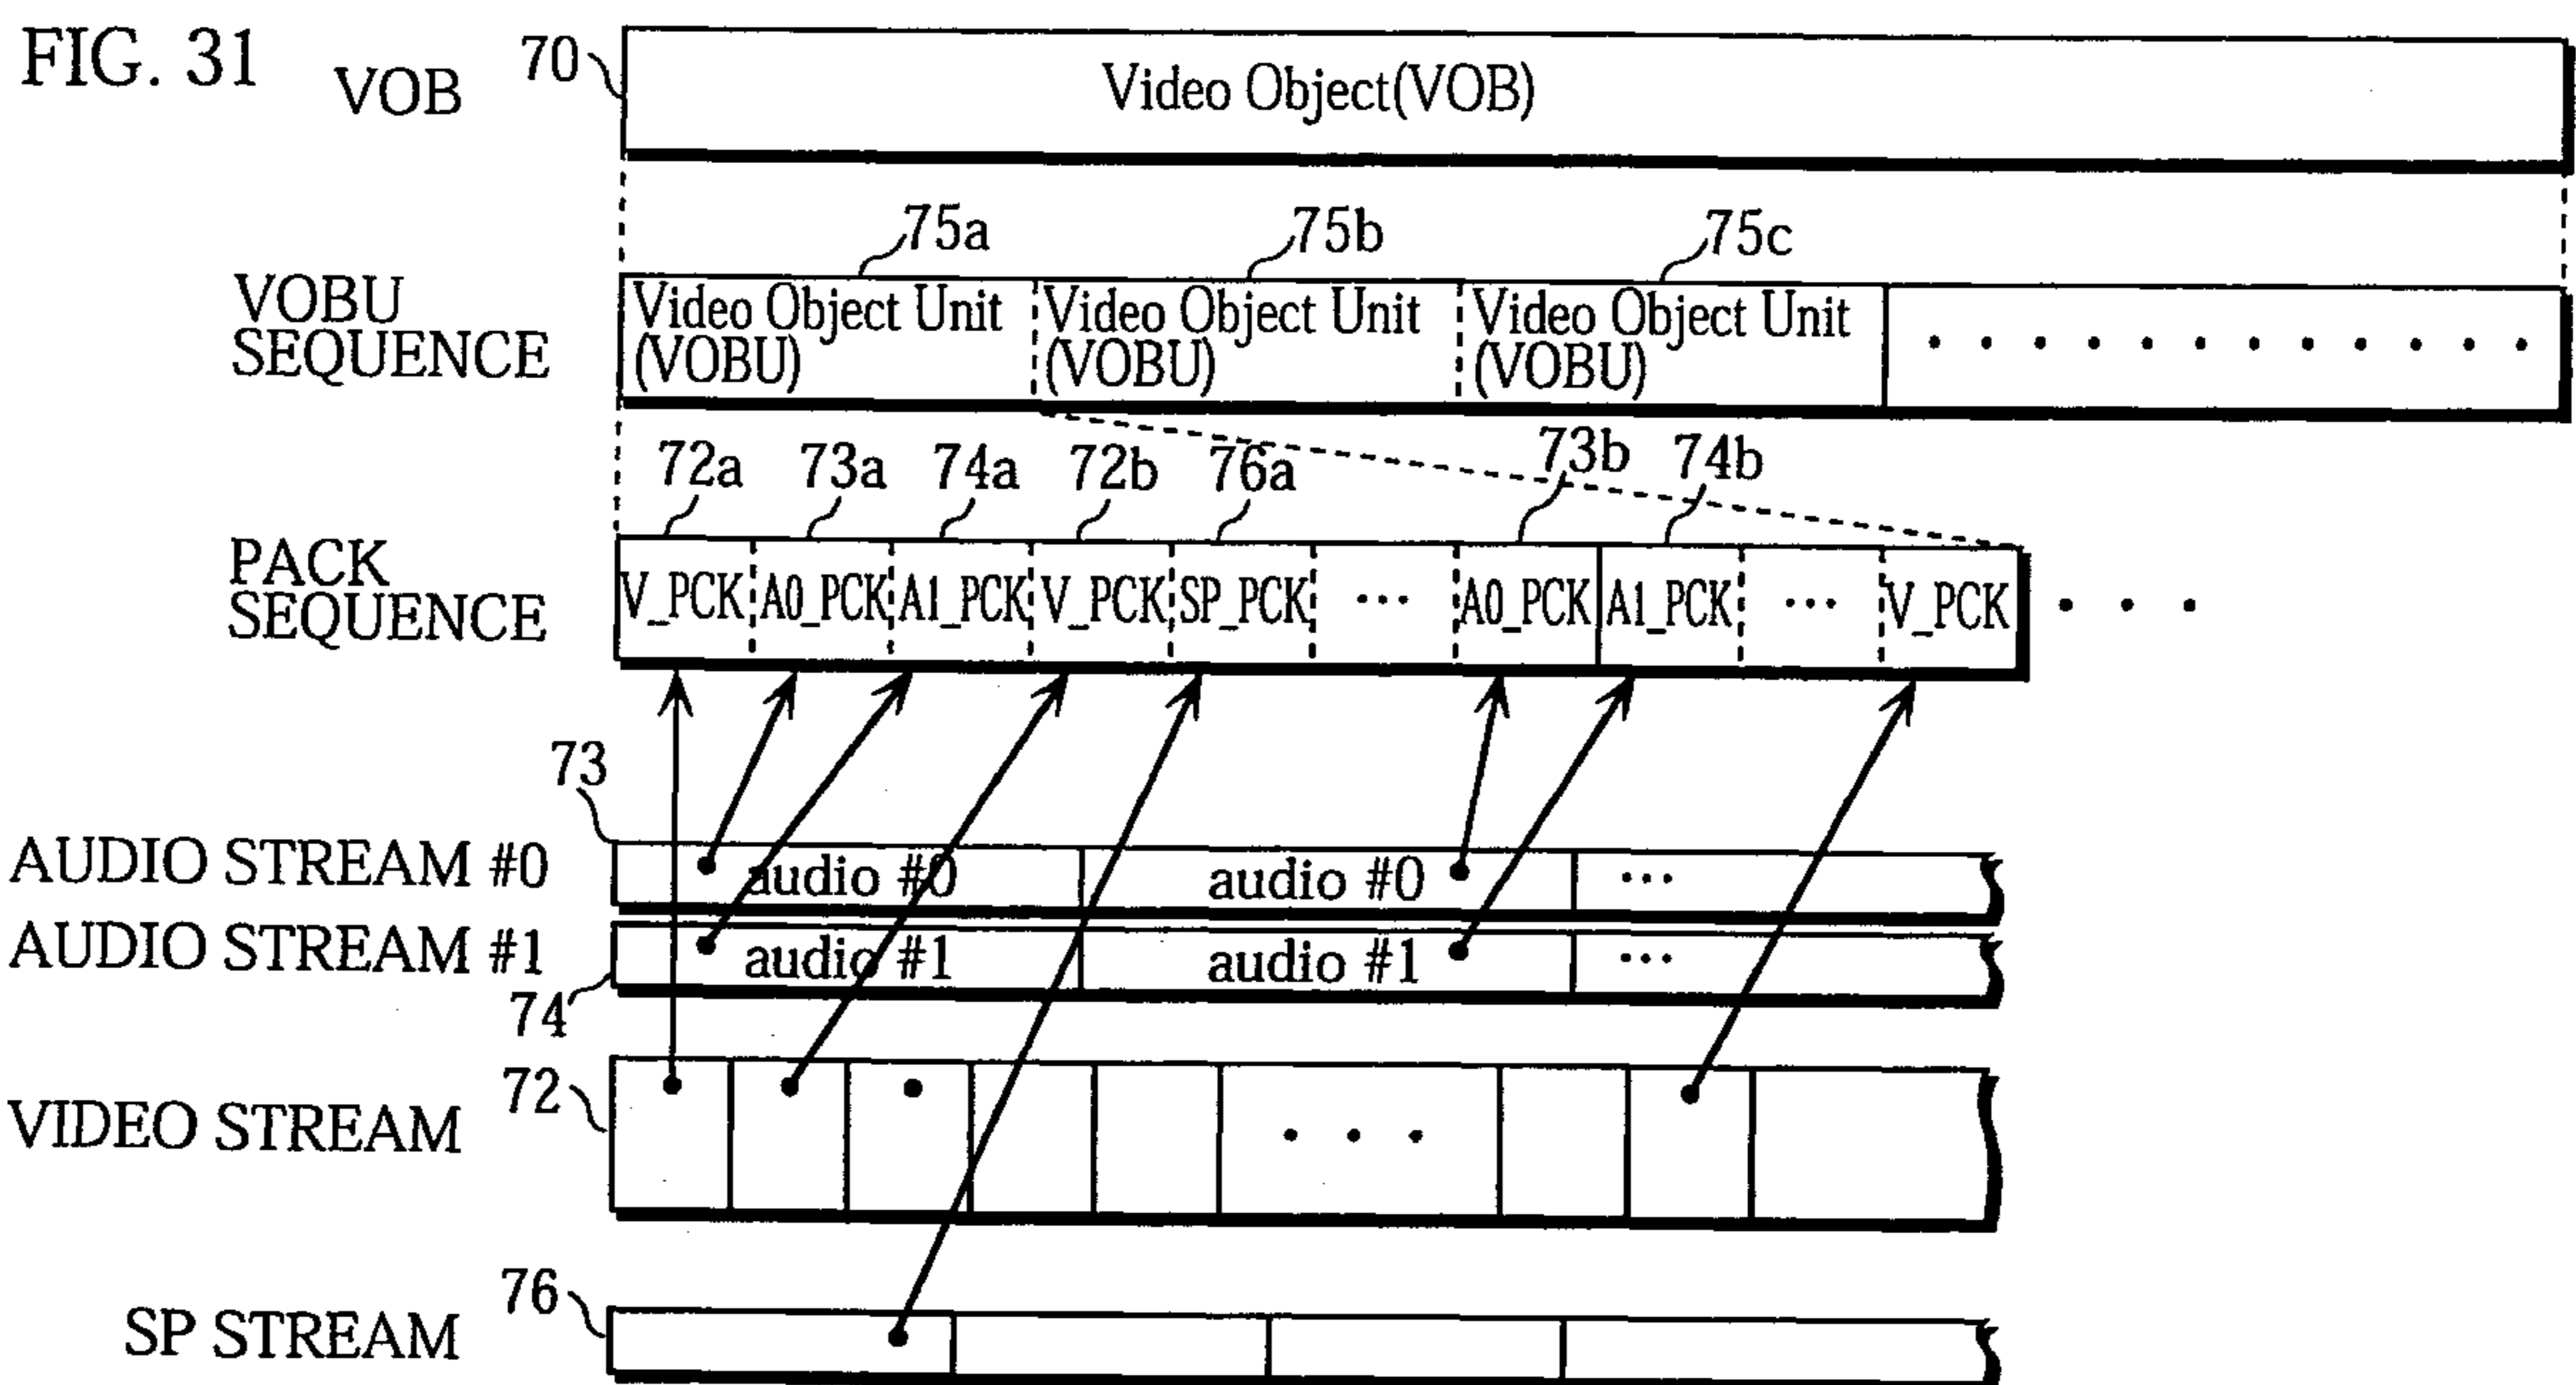 FIG. 31
VOB
70
Video Object(VOB)
75a
75b
75c
VOBU
SEQUENCE
Video Object Unit
(VOBU)
Video Object Unit
(VOBU)
Video Object Unit
(VOBU)
72a
73a
74a
72b
76a
73b
74b
PACK
SEQUENCE
V_PCK
A0_PCK
A1_PCK
V_PCK
SP_PCK
...
A0_PCK
A1_PCK
...
V_PCK
73
AUDIO STREAM #0
audio #0
audio #0
...
AUDIO STREAM #1
audio #1
audio #1
...
74
VIDEO STREAM
72
SP STREAM
76